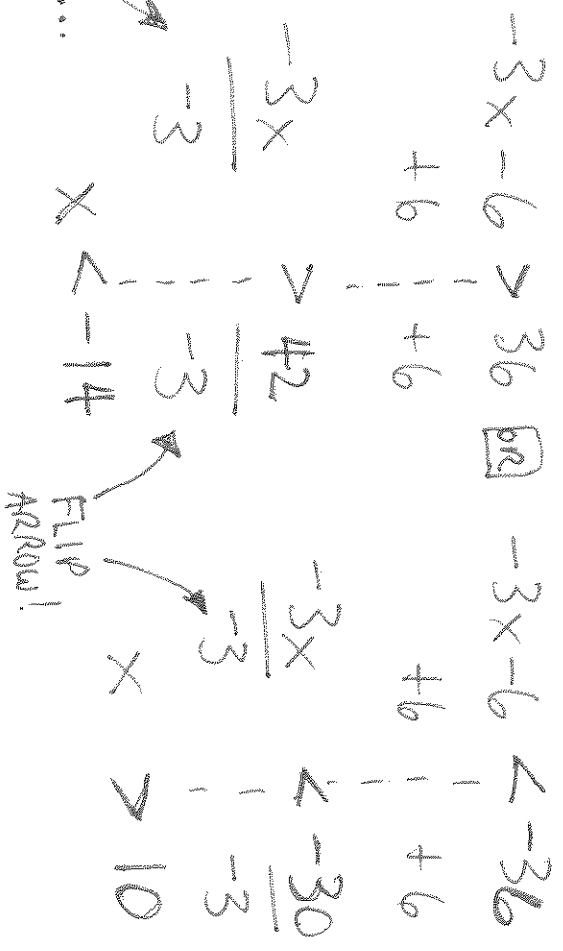 -3x - 6 > 36 OR -3x - 6 < -36
+6 +6 +6 +6
-3x > 42 -3x < -30
-3 -3 -3 -3
x < -14 x > 10
FLIP
ARROW!